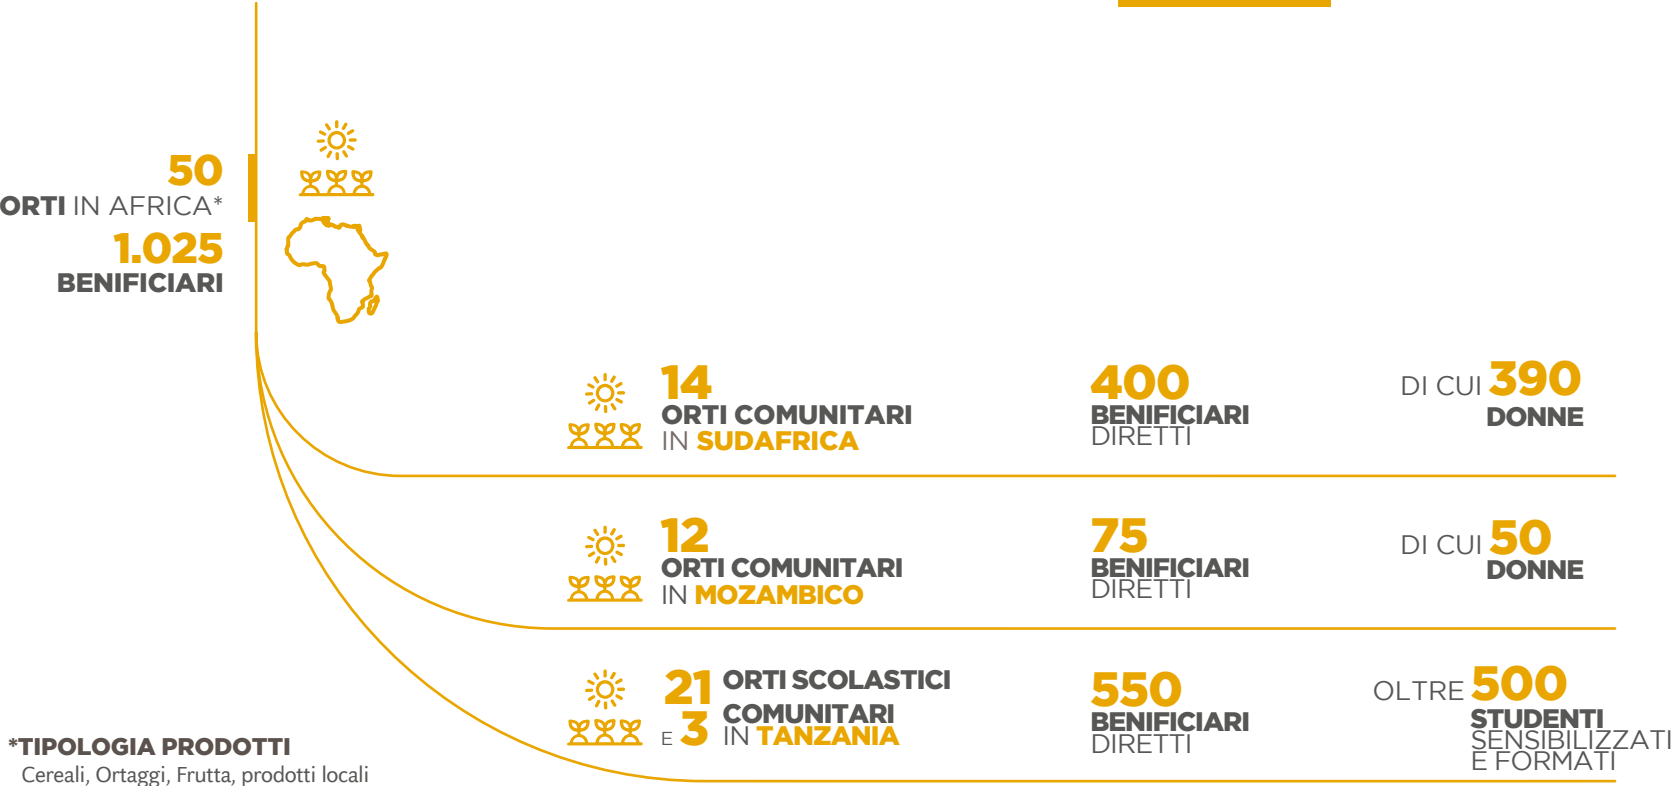 50
ORTI IN AFRICA*
1.025
BENIFICIARI
14
ORTI COMUNITARI
IN SUDAFRICA
400
BENIFICIARI
DIRETTI
DI CUI 390
DONNE
12
ORTI COMUNITARI
IN MOZAMBICO
75
BENIFICIARI
DIRETTI
DI CUI 50
DONNE
21 ORTI SCOLASTICI
E 3 COMUNITARI
IN TANZANIA
550
BENIFICIARI
DIRETTI
OLTRE 500
STUDENTI
SENSIBILIZZATI
E FORMATI
*TIPOLOGIA PRODOTTI
Cereali, Ortaggi, Frutta, prodotti locali